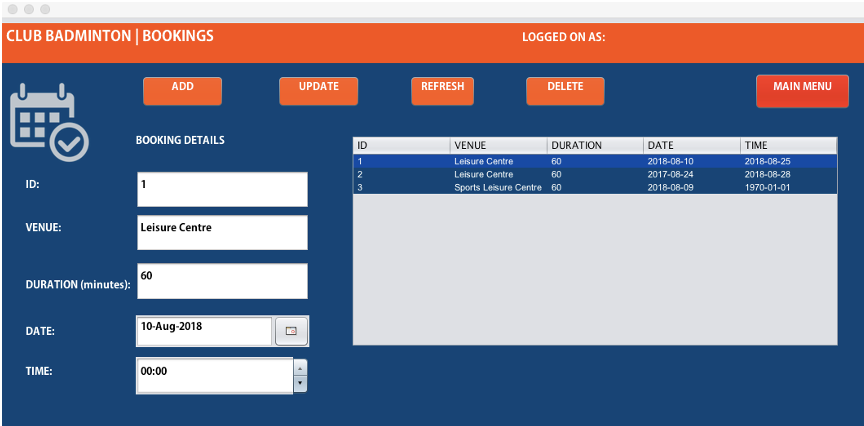 CLUB BADMINTON | BOOKINGS LOGGED ON AS:
ADD UPDATE REFRESH DELETE MAIN MENU
BOOKING DETAILS
ID: 1
VENUE: Leisure Centre
DURATION (minutes): 60
DATE: 10-Aug-2018
TIME: 00:00
ID VENUE DURATION DATE TIME
1 Leisure Centre 60 2018-08-10 2018-08-25
2 Leisure Centre 60 2017-08-24 2018-08-28
3 Sports Leisure Centre 60 2018-08-09 1970-01-01